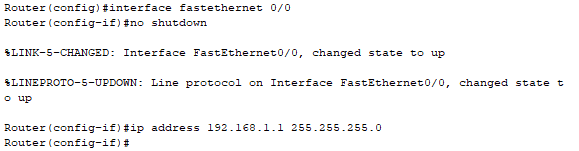 Router(config)#interface fastethernet 0/0
Router(config-if)#no shutdown
%LINK-5-CHANGED: Interface FastEthernet0/0, changed state to up
%LINEPROTO-5-UPDOWN: Line protocol on Interface FastEthernet0/0, changed state t
o up
Router(config-if)#ip address 192.168.1.1 255.255.255.0
Router(config-if)#